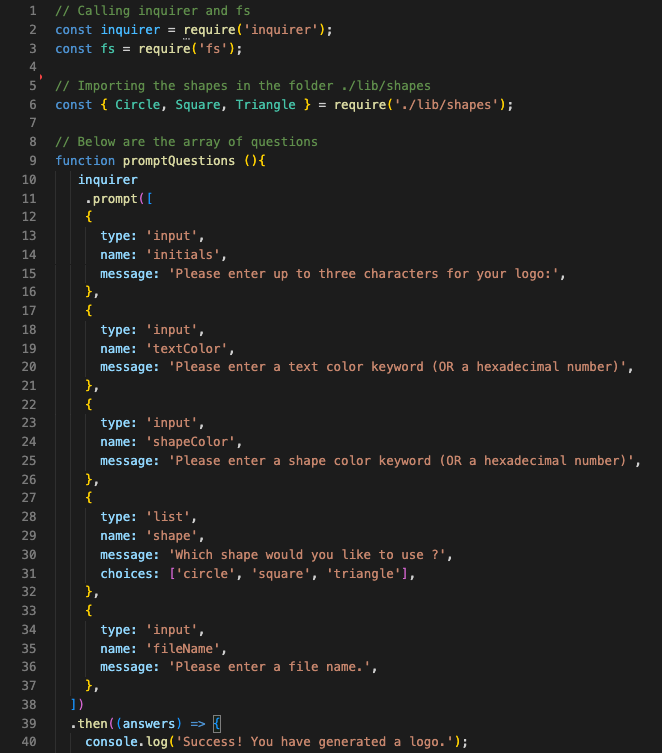 1 // Calling inquirer and fs
2 const inquirer = require('inquirer');
3 const fs = require('fs');
4
5 // Importing the shapes in the folder ./lib/shapes
6 const { Circle, Square, Triangle } = require('./lib/shapes');
7
8 // Below are the array of questions
9 function promptQuestions (){
10 inquirer
11 .prompt([
12 {
13 type: 'input',
14 name: 'initials',
15 message: 'Please enter up to three characters for your logo:',
16 },
17 {
18 type: 'input',
19 name: 'textColor',
20 message: 'Please enter a text color keyword (OR a hexadecimal number)',
21 },
22 {
23 type: 'input',
24 name: 'shapeColor',
25 message: 'Please enter a shape color keyword (OR a hexadecimal number)',
26 },
27 {
28 type: 'list',
29 name: 'shape',
30 message: 'Which shape would you like to use ?',
31 choices: ['circle', 'square', 'triangle'],
32 },
33 {
34 type: 'input',
35 name: 'fileName',
36 message: 'Please enter a file name.',
37 },
38 ])
39 .then((answers) => {
40 console.log('Success! You have generated a logo.');